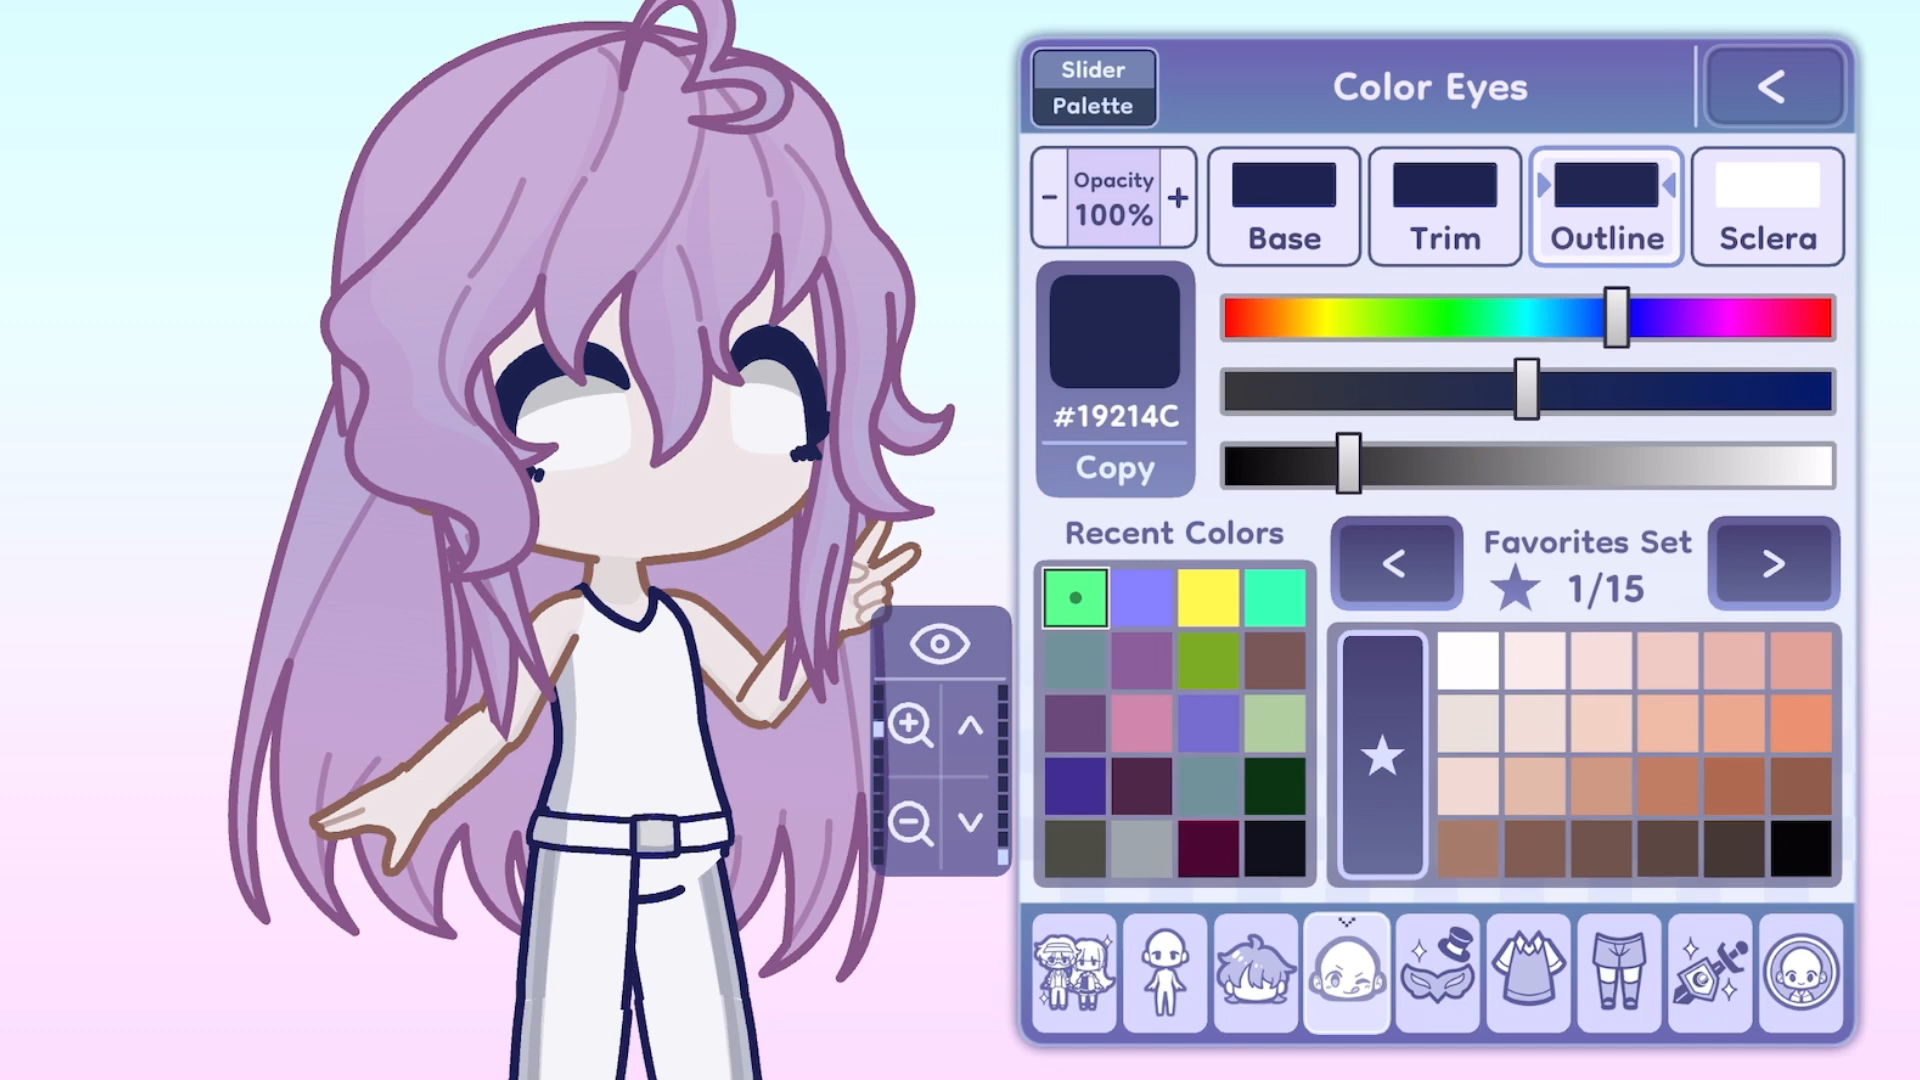 Slider
Palette
Color Eyes
<
- Opacity 100% +
Base
Trim
Outline
Sclera
#19214C
Copy
Recent Colors
<
Favorites Set
1/15
>